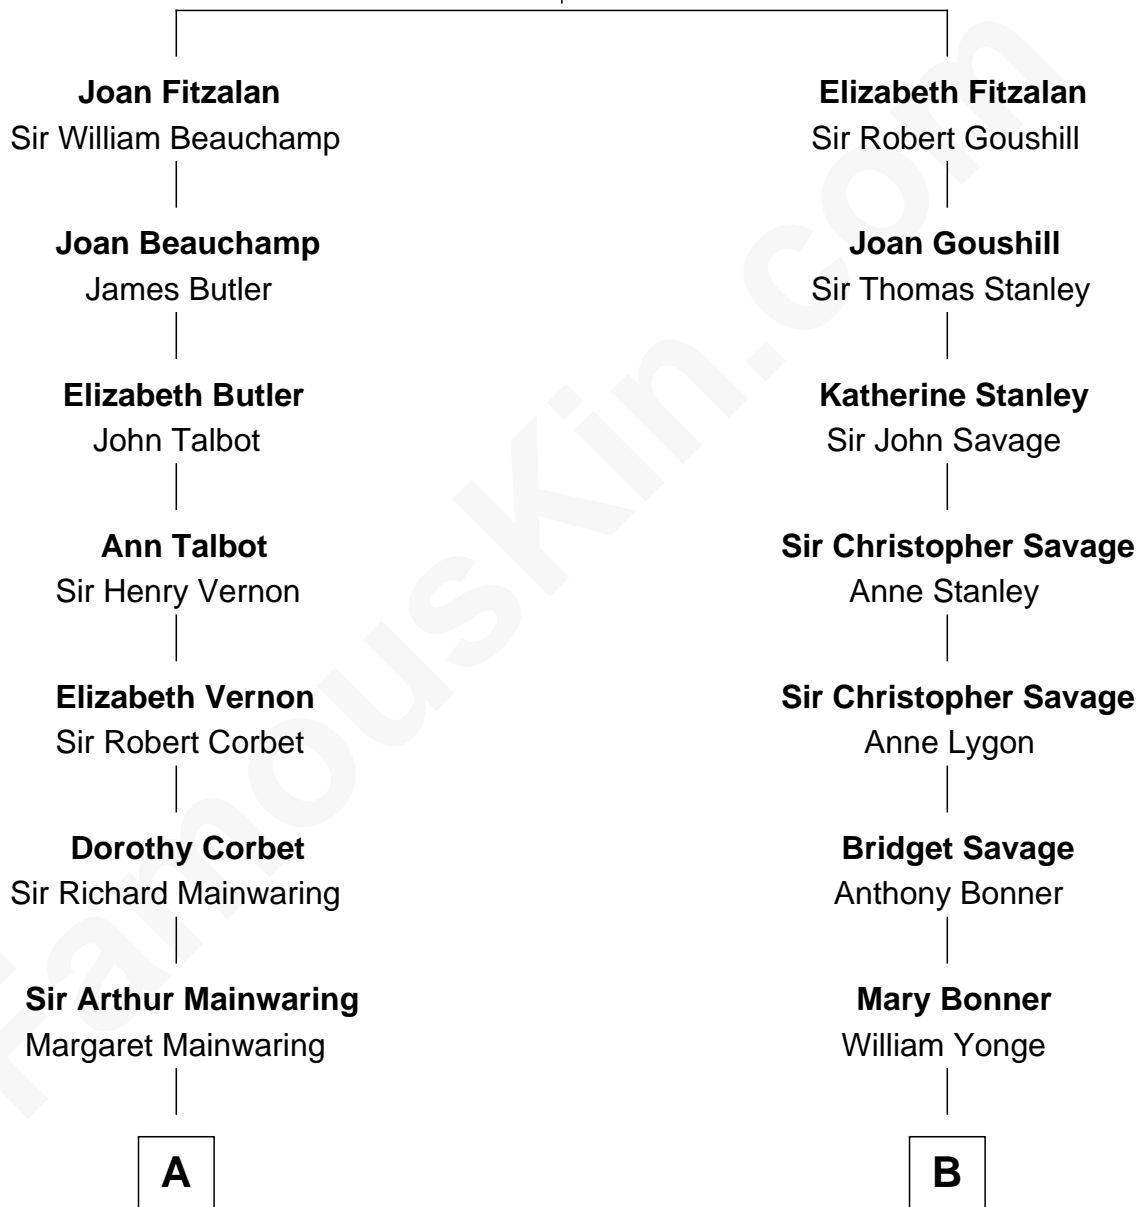 Joan Fitzalan
Sir William Beauchamp
Joan Beauchamp
James Butler
Elizabeth Butler
John Talbot
Ann Talbot
Sir Henry Vernon
Elizabeth Vernon
Sir Robert Corbet
Dorothy Corbet
Sir Richard Mainwaring
Sir Arthur Mainwaring
Margaret Mainwaring
A
Elizabeth Fitzalan
Sir Robert Goushill
Joan Goushill
Sir Thomas Stanley
Katherine Stanley
Sir John Savage
Sir Christopher Savage
Anne Stanley
Sir Christopher Savage
Anne Lygon
Bridget Savage
Anthony Bonner
Mary Bonner
William Yonge
B
FamousKin.com